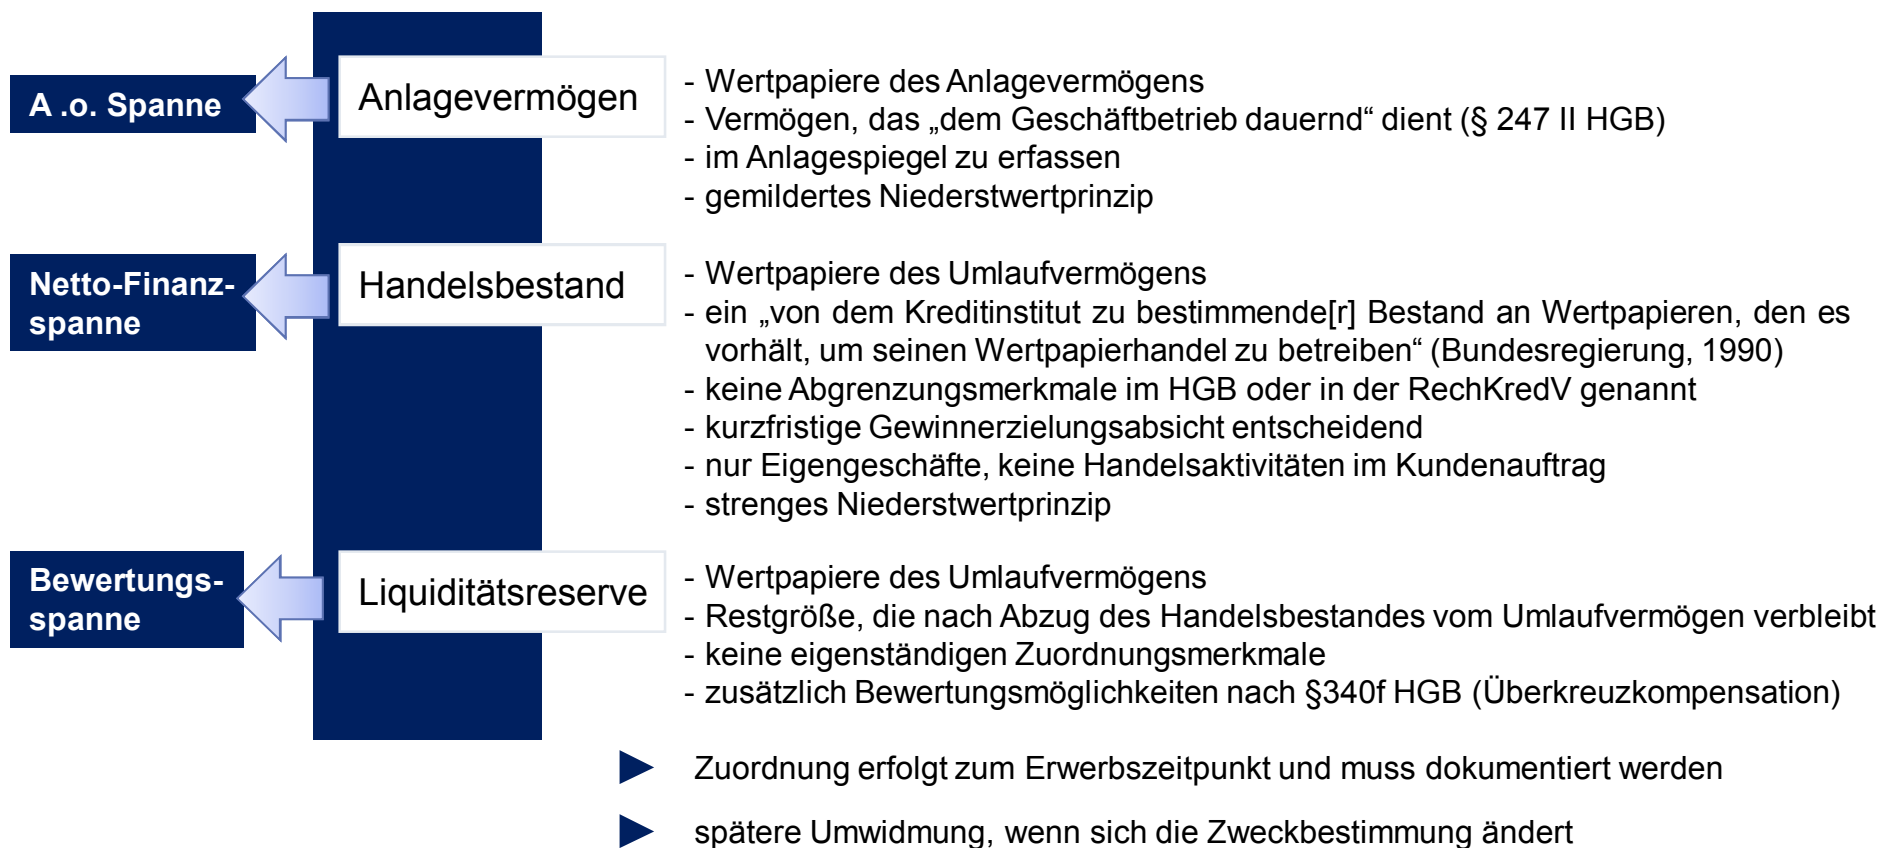 A .o. Spanne
Anlagevermögen
- Wertpapiere des Anlagevermögens
- Vermögen, das „dem Geschäftbetrieb dauernd“ dient (§ 247 II HGB)
- im Anlagespiegel zu erfassen
- gemildertes Niederstwertprinzip
Netto-Finanz-
spanne
Handelsbestand
- Wertpapiere des Umlaufvermögens
- ein „von dem Kreditinstitut zu bestimmende[r] Bestand an Wertpapieren, den es
vorhält, um seinen Wertpapierhandel zu betreiben“ (Bundesregierung, 1990)
- keine Abgrenzungsmerkmale im HGB oder in der RechKredV genannt
- kurzfristige Gewinnerzielungsabsicht entscheidend
- nur Eigengeschäfte, keine Handelsaktivitäten im Kundenauftrag
- strenges Niederstwertprinzip
Bewertungs-
spanne
Liquiditätsreserve
- Wertpapiere des Umlaufvermögens
- Restgröße, die nach Abzug des Handelsbestandes vom Umlaufvermögen verbleibt
- keine eigenständigen Zuordnungsmerkmale
- zusätzlich Bewertungsmöglichkeiten nach §340f HGB (Überkreuzkompensation)
► Zuordnung erfolgt zum Erwerbszeitpunkt und muss dokumentiert werden
► spätere Umwidmung, wenn sich die Zweckbestimmung ändert